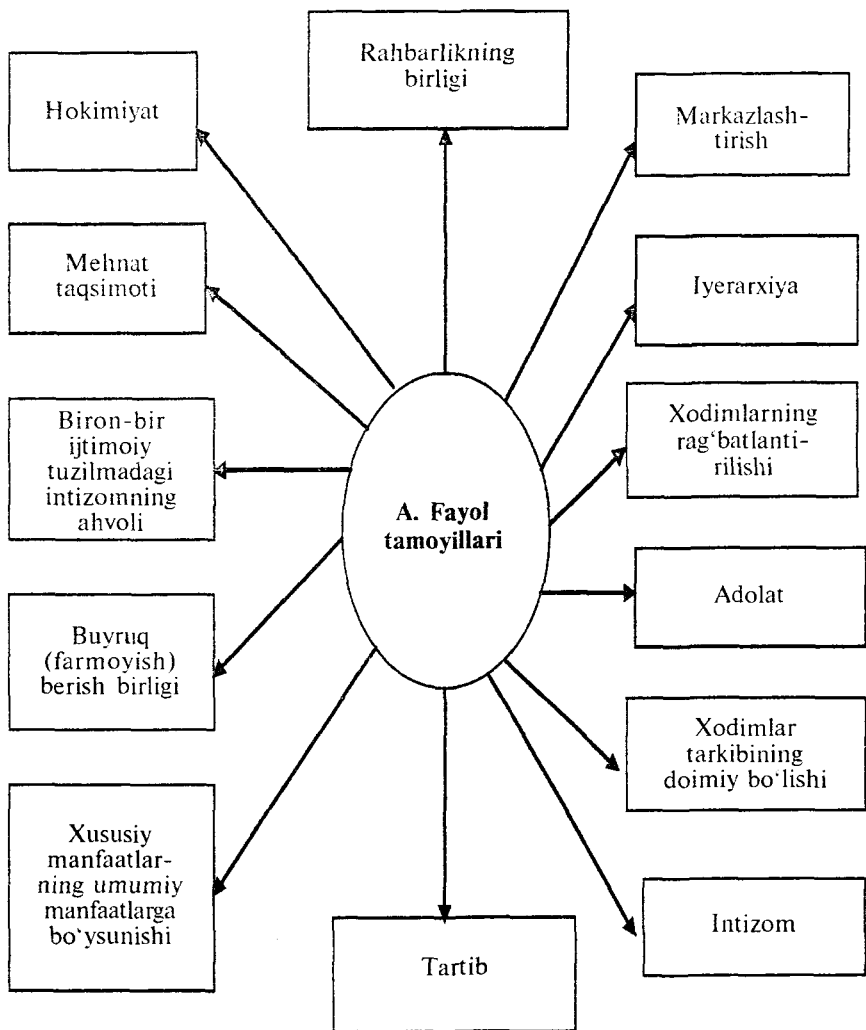 Rahbarlikning
birligi
Hokimiyat
Markazlash-
tirish
Mehnat
taqsimoti
Iyerarxiya
Biron-bir
ijtimoiy
tuzilmadagi
intizomning
ahvoli
Xodimlarning
rag‘batlanti-
rilishi
A. Fayol
tamoyillari
Adolat
Buyruq
(farmoyish)
berish birligi
Xodimlar
tarkibining
doimiy bo‘lishi
Xususiy
manfaatlar-
ning umumiy
manfaatlarga
bo‘ysunishi
Intizom
Tartib